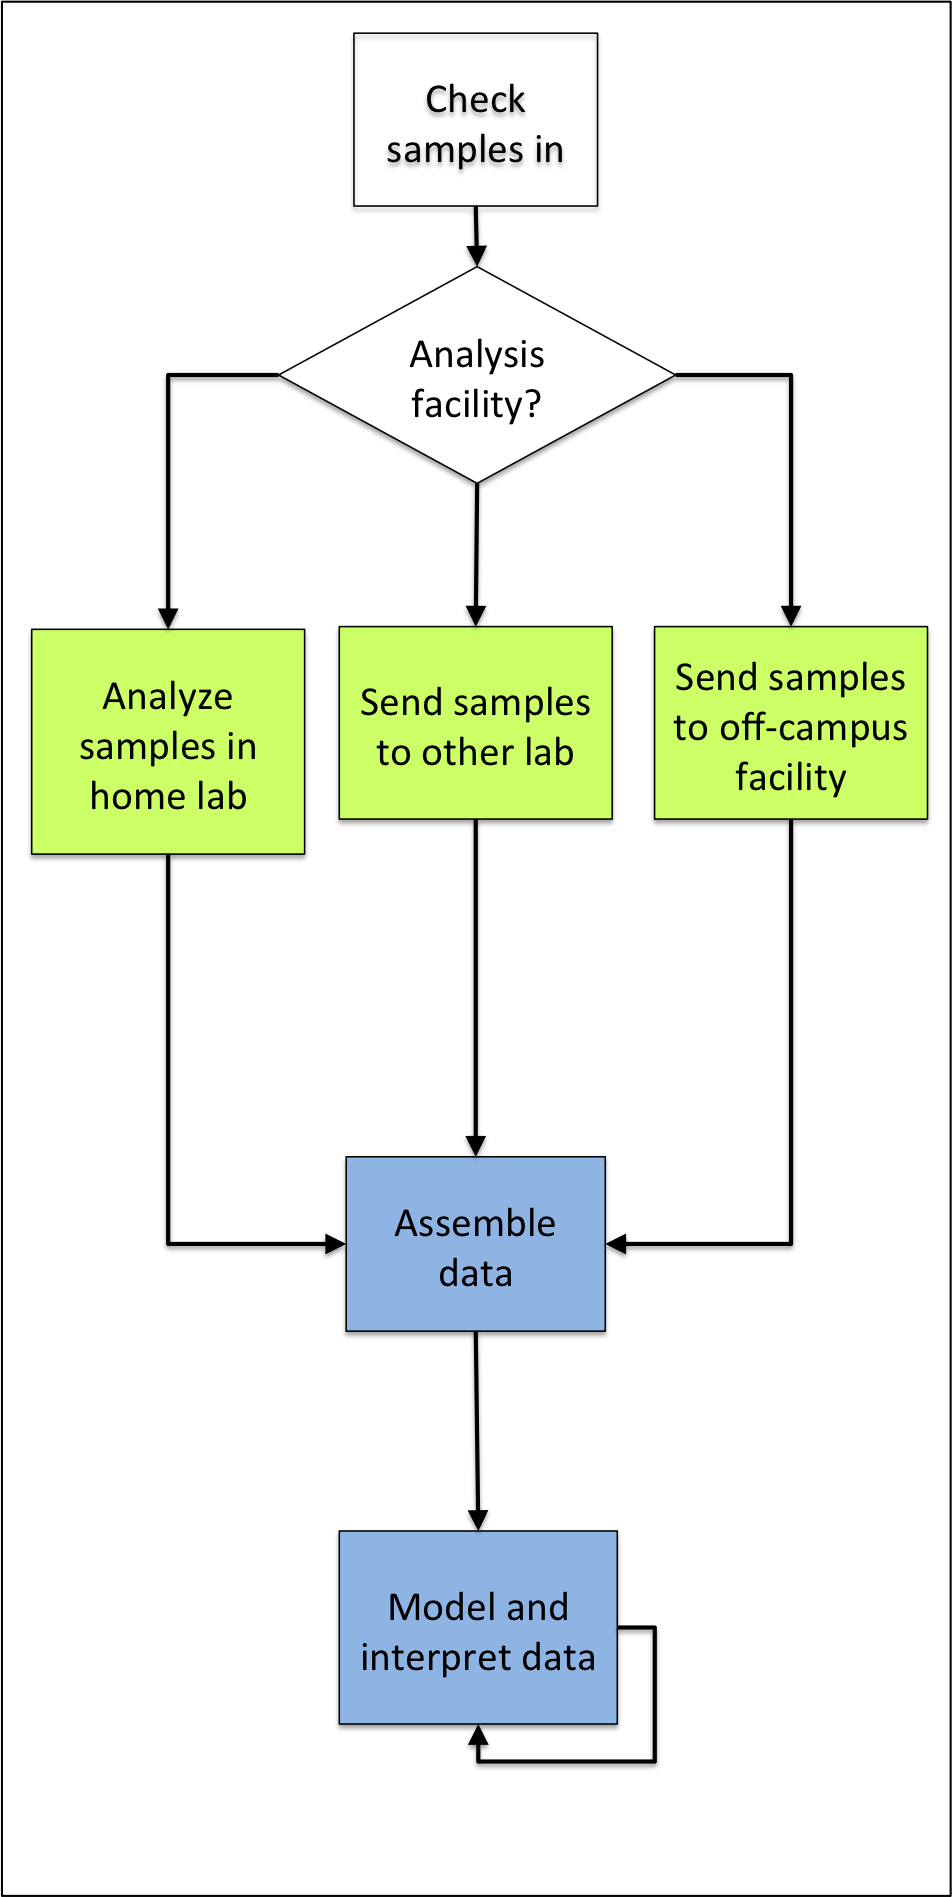 Check
samples in
Analysis
facility?
Analyze
samples in
home lab
Send samples
to other lab
Send samples
to off-campus
facility
Assemble
data
Model and
interpret data